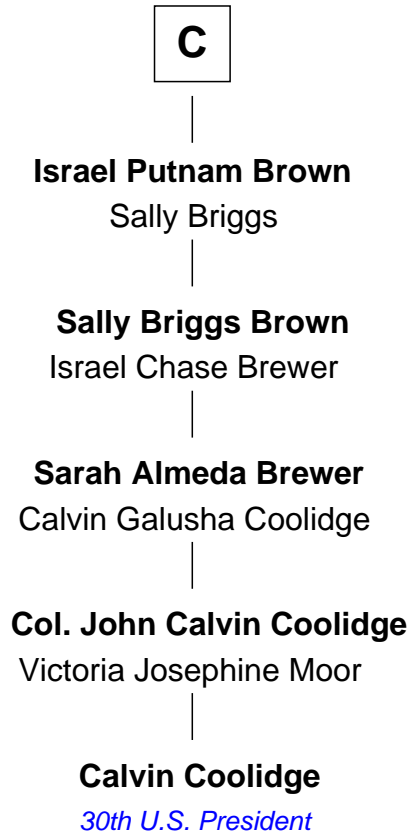 C
Israel Putnam Brown
Sally Briggs
Sally Briggs Brown
Israel Chase Brewer
Sarah Almeda Brewer
Calvin Galusha Coolidge
Col. John Calvin Coolidge
Victoria Josephine Moor
Calvin Coolidge
30th U.S. President